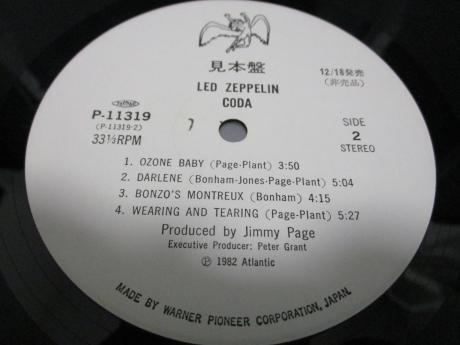 見本盤
12/18発売
(非売品)
LED ZEPPELIN
CODA
P-11319
(P-11319-2)
33⅓RPM
SIDE
2
STEREO
1. OZONE BABY (Page-Plant) 3:50
2. DARLENE (Bonham-Jones-Page-Plant) 5:04
3. BONZO'S MONTREUX (Bonham) 4:15
4. WEARING AND TEARING (Page-Plant) 5:27
Produced by Jimmy Page
Executive Producer: Peter Grant
Ⓟ 1982 Atlantic
MADE BY WARNER PIONEER CORPORATION, JAPAN.